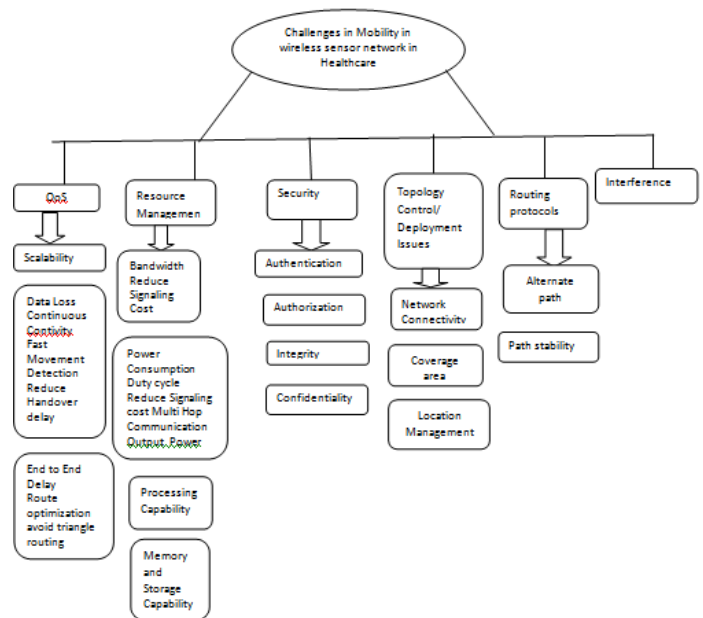 Challenges in Mobility in
wireless sensor network in
Healthcare
QoS
Scalability
Data Loss
Continuous
Contivity
Fast
Movement
Detection
Reduce
Handover
delay
End to End
Delay
Route
optimization
avoid triangle
routing
Resource
Managemen
Bandwidth
Reduce
Signaling
Cost
Power
Consumption
Duty cycle
Reduce Signaling
cost Multi Hop
Communication
Output Power
Processing
Capability
Memory
and
Storage
Capability
Security
Authentication
Authorization
Integrity
Confidentiality
Topology
Control/
Deployment
Issues
Network
Connectivity
Coverage
area
Location
Management
Routing
protocols
Alternate
path
Path stability
Interference